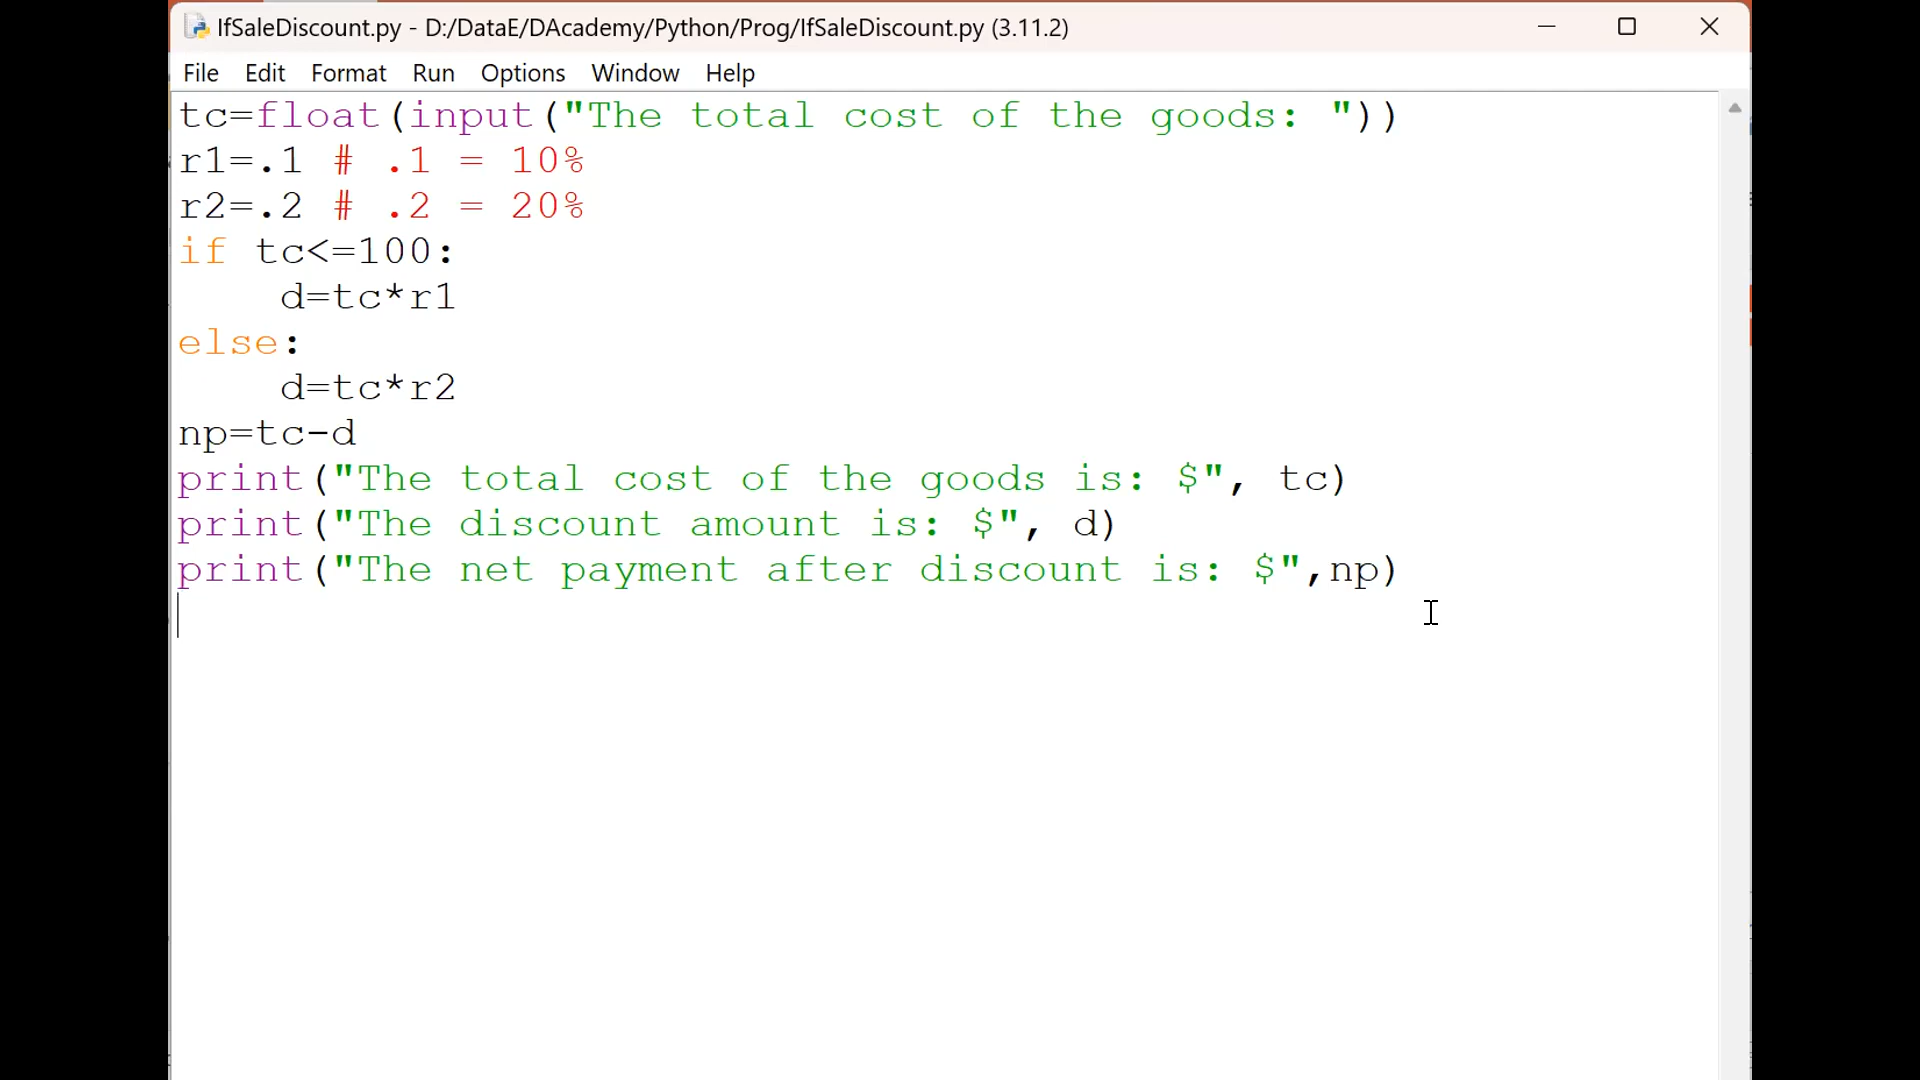 IfSaleDiscount.py - D:/DataE/DAcademy/Python/Prog/IfSaleDiscount.py (3.11.2)
File Edit Format Run Options Window Help
tc=float(input("The total cost of the goods: "))
r1=.1 # .1 = 10%
r2=.2 # .2 = 20%
if tc<=100:
    d=tc*r1
else:
    d=tc*r2
np=tc-d
print("The total cost of the goods is: $", tc)
print("The discount amount is: $", d)
print("The net payment after discount is: $",np)